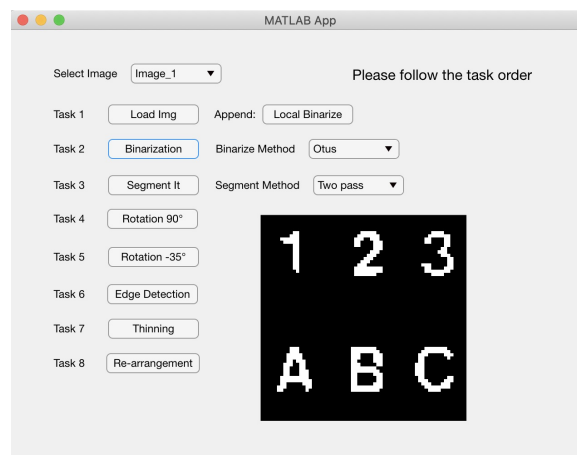 MATLAB App
Select Image Image_1 Please follow the task order
Task 1 Load Img Append: Local Binarize
Task 2 Binarization Binarize Method Otus
Task 3 Segment It Segment Method Two pass
Task 4 Rotation 90°
Task 5 Rotation -35°
Task 6 Edge Detection
Task 7 Thinning
Task 8 Re-arrangement
1 2 3
A B C